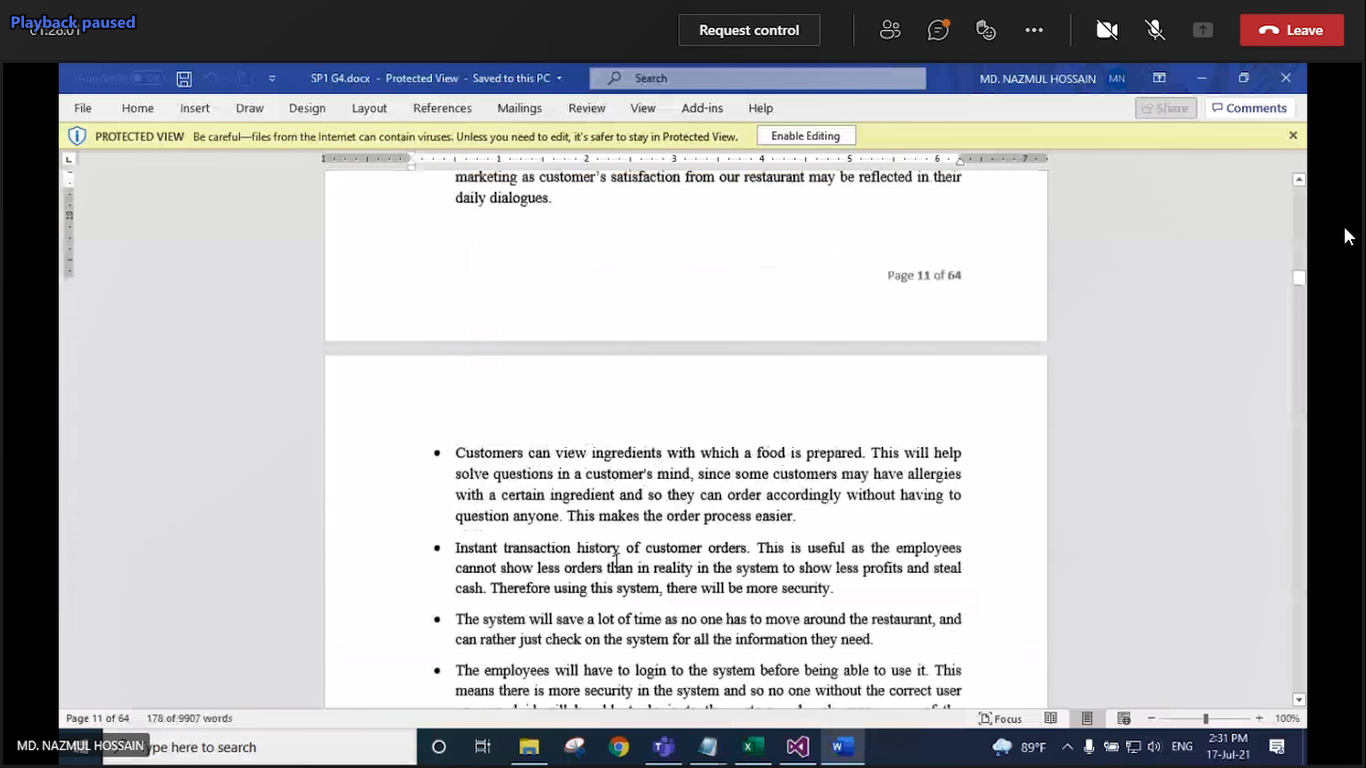 Playback paused
Request control
Leave
SP1 G4.docx - Protected View - Saved to this PC
Search
MD. NAZMUL HOSSAIN
MN
File Home Insert Draw Design Layout References Mailings Review View Add-ins Help
Share
Comments
PROTECTED VIEW Be careful—files from the Internet can contain viruses. Unless you need to edit, it's safer to stay in Protected View.
Enable Editing
1 1 2 3 4 5 6 7
marketing as customer's satisfaction from our restaurant may be reflected in their
daily dialogues.
Page 11 of 64
• Customers can view ingredients with which a food is prepared. This will help
solve questions in a customer's mind, since some customers may have allergies
with a certain ingredient and so they can order accordingly without having to
question anyone. This makes the order process easier.
• Instant transaction history of customer orders. This is useful as the employees
cannot show less orders than in reality in the system to show less profits and steal
cash. Therefore using this system, there will be more security.
• The system will save a lot of time as no one has to move around the restaurant, and
can rather just check on the system for all the information they need.
• The employees will have to login to the system before being able to use it. This
means there is more security in the system and so no one without the correct user
Page 11 of 64
178 of 9907 words
Focus
100%
MD. NAZMUL HOSSAIN
ype here to search
89°F
ENG
2:31 PM
17-Jul-21